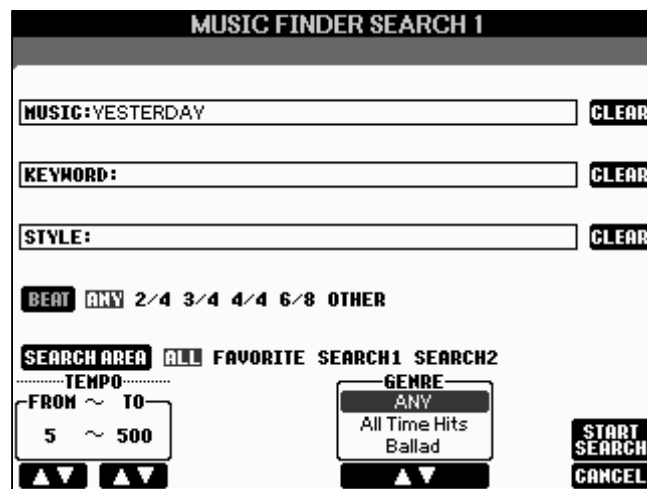 MUSIC FINDER SEARCH 1
MUSIC:YESTERDAY CLEAR
KEYWORD: CLEAR
STYLE: CLEAR
BEAT ANY 2/4 3/4 4/4 6/8 OTHER
SEARCH AREA ALL FAVORITE SEARCH1 SEARCH2
TEMPO
FROM ~ TO
5 ~ 500
GENRE
ANY
All Time Hits
Ballad
START
SEARCH
CANCEL